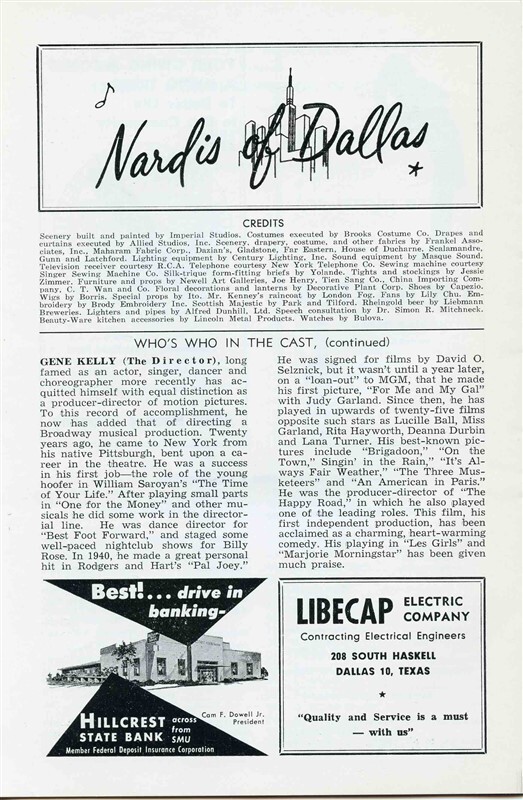 Nardis of Dallas
CREDITS
Scenery built and painted by Imperial Studios. Costumes executed by Brooks Costume Co. Drapes and
curtains executed by Allied Studios, Inc. Scenery, drapery, costume, and other fabrics by Frankel Asso-
ciates, Inc., Maharam Fabric Corp., Dazian's, Gladstone, Far Eastern, House of Ducharne, Scalamandre,
Gunn and Latchford. Lighting equipment by Century Lighting, Inc. Sound equipment by Masque Sound.
Television receiver courtesy R.C.A. Telephone courtesy New York Telephone Co. Sewing machine courtesy
Singer Sewing Machine Co. Silk-trique form-fitting briefs by Yolande. Tights and stockings by Jessie
Zimmer. Furniture and props by Newell Art Galleries, Joe Henry, Tien Sang Co., China Importing Com-
pany, C. T. Wan and Co. Floral decorations and lanterns by Decorative Plant Corp. Shoes by Capezio.
Wigs by Borris. Special props by Ito. Mr. Kenney's raincoat by London Fog. Fans by Lily Chu. Em-
broidery by Brody Embroidery Inc. Scottish Majestic by Park and Tilford. Rheingold beer by Liebmann
Breweries. Lighters and pipes by Alfred Dunhill, Ltd. Speech consultation by Dr. Simon R. Mitchneck.
Beauty-Ware kitchen accessories by Lincoln Metal Products. Watches by Bulova.
WHO'S WHO IN THE CAST, (continued)
GENE KELLY (The Director), long
famed as an actor, singer, dancer and
choreographer more recently has ac-
quitted himself with equal distinction as
a producer-director of motion pictures.
To this record of accomplishment, he
now has added that of directing a
Broadway musical production. Twenty
years ago, he came to New York from
his native Pittsburgh, bent upon a ca-
reer in the theatre. He was a success
in his first job—the role of the young
hoofer in William Saroyan's "The Time
of Your Life." After playing small parts
in "One for the Money" and other mu-
sicals he did some work in the director-
ial line. He was dance director for
"Best Foot Forward," and staged some
well-paced nightclub shows for Billy
Rose. In 1940, he made a great personal
hit in Rodgers and Hart's "Pal Joey."
He was signed for films by David O.
Selznick, but it wasn't until a year later,
on a "loan-out" to MGM, that he made
his first picture, "For Me and My Gal"
with Judy Garland. Since then, he has
played in upwards of twenty-five films
opposite such stars as Lucille Ball, Miss
Garland, Rita Hayworth, Deanna Durbin
and Lana Turner. His best-known pic-
tures include "Brigadoon," "On the
Town," Singin' in the Rain," "It's Al-
ways Fair Weather," "The Three Mus-
keteers" and "An American in Paris."
He was the producer-director of "The
Happy Road," in which he also played
one of the leading roles. This film, his
first independent production, has been
acclaimed as a charming, heart-warming
comedy. His playing in "Les Girls" and
"Marjorie Morningstar" has been given
much praise.
Best!... drive in
banking-
HILLCREST
STATE BANK
across
from
SMU
Cam F. Dowell Jr.
President
Member Federal Deposit Insurance Corporation
LIBECAP ELECTRIC
COMPANY
Contracting Electrical Engineers
208 SOUTH HASKELL
DALLAS 10, TEXAS
"Quality and Service is a must
— with us"